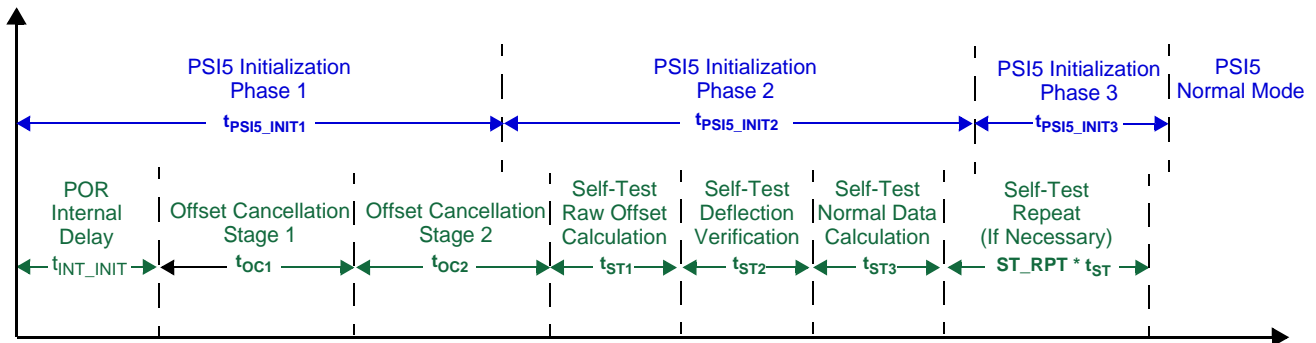 PSI5 Initialization
Phase 1
tPSI5_INIT1
PSI5 Initialization
Phase 2
tPSI5_INIT2
PSI5 Initialization
Phase 3
tPSI5_INIT3
PSI5
Normal Mode
POR
Internal
Delay
tINT_INIT
Offset Cancellation
Stage 1
tOC1
Offset Cancellation
Stage 2
tOC2
Self-Test
Raw Offset
Calculation
tST1
Self-Test
Deflection
Verification
tST2
Self-Test
Normal Data
Calculation
tST3
Self-Test
Repeat
(If Necessary)
ST_RPT * tST